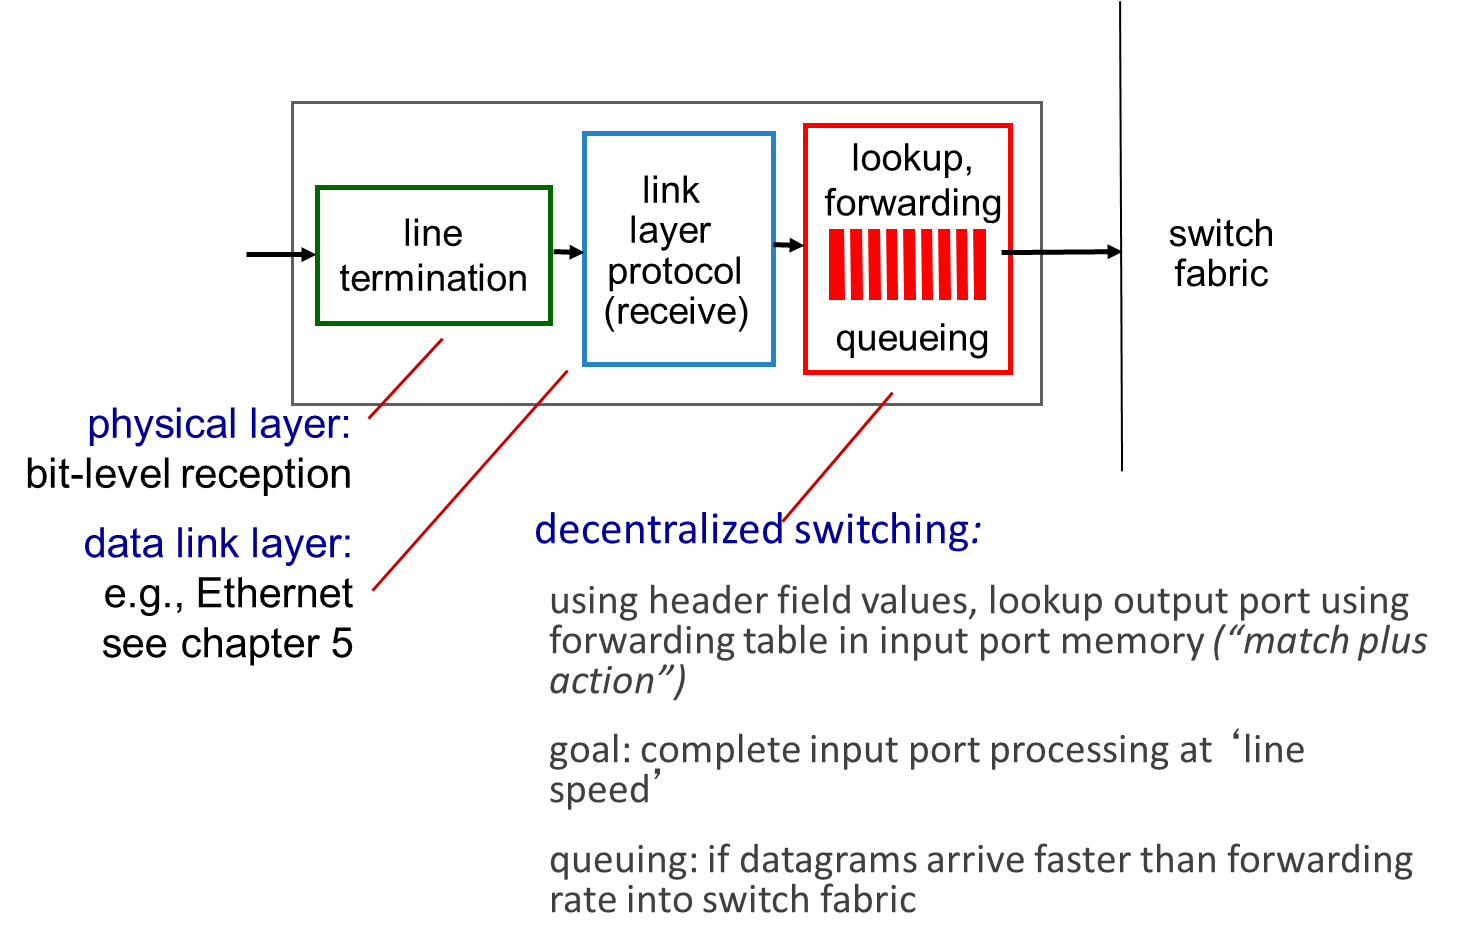 line
termination
link
layer
protocol
(receive)
lookup,
forwarding
queueing
switch
fabric
physical layer:
bit-level reception
data link layer:
e.g., Ethernet
see chapter 5
decentralized switching:
using header field values, lookup output port using
forwarding table in input port memory (“match plus
action”)
goal: complete input port processing at ‘line
speed’
queuing: if datagrams arrive faster than forwarding
rate into switch fabric